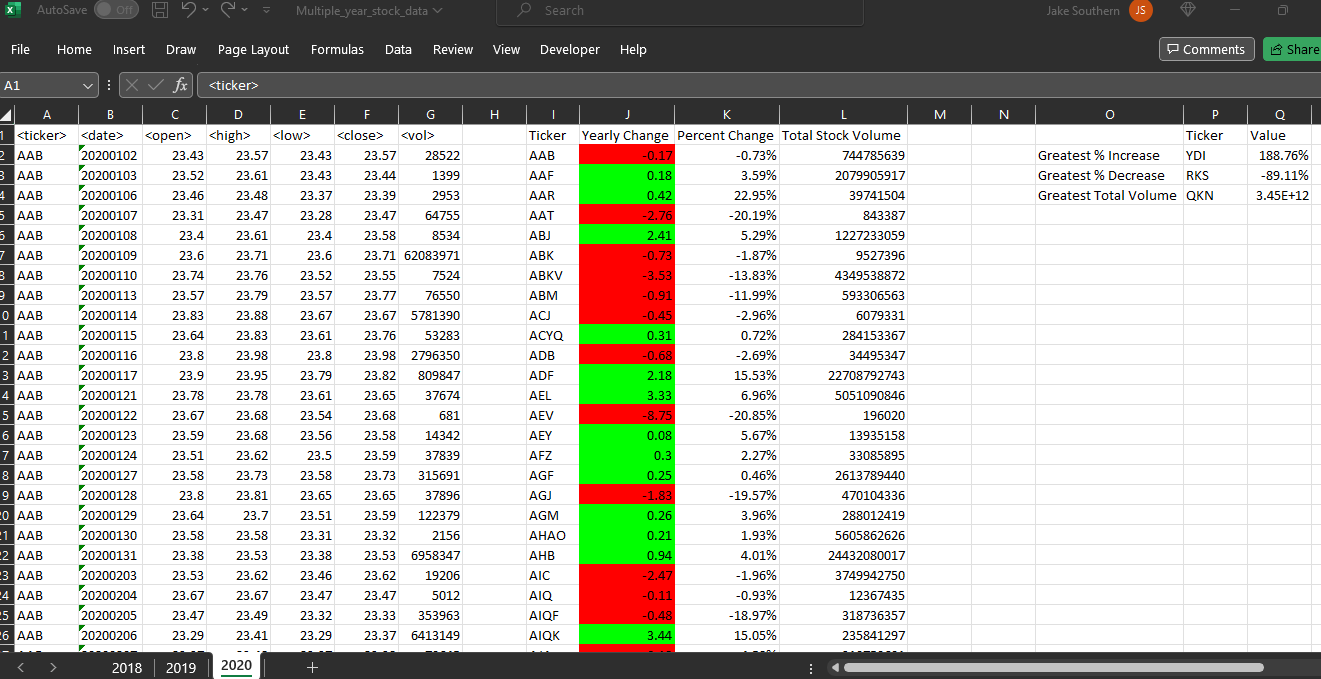 AutoSave Off Multiple_year_stock_data Search Jake Southern JS
File Home Insert Draw Page Layout Formulas Data Review View Developer Help Comments Share
A1 fx <ticker>
A B C D E F G H I J K L M N O P Q
1 <ticker> <date> <open> <high> <low> <close> <vol> Ticker Yearly Change Percent Change Total Stock Volume Ticker Value
2 AAB 20200102 23.43 23.57 23.43 23.57 28522 AAB -0.17 -0.73% 744785639 Greatest % Increase YDI 188.76%
3 AAB 20200103 23.52 23.61 23.43 23.44 1399 AAF 0.18 3.59% 2079905917 Greatest % Decrease RKS -89.11%
4 AAB 20200106 23.46 23.48 23.37 23.39 2953 AAR 0.42 22.95% 39741504 Greatest Total Volume QKN 3.45E+12
5 AAB 20200107 23.31 23.47 23.28 23.47 64755 AAT -2.76 -20.19% 843387
6 AAB 20200108 23.4 23.61 23.4 23.58 8534 ABJ 2.41 5.29% 1227233059
7 AAB 20200109 23.6 23.71 23.6 23.71 62083971 ABK -0.73 -1.87% 9527396
8 AAB 20200110 23.74 23.76 23.52 23.55 7524 ABKV -3.53 -13.83% 4349538872
9 AAB 20200113 23.57 23.79 23.57 23.77 76550 ABM -0.91 -11.99% 593306563
0 AAB 20200114 23.83 23.88 23.67 23.67 5781390 ACJ -0.45 -2.96% 6079331
1 AAB 20200115 23.64 23.83 23.61 23.76 53283 ACYQ 0.31 0.72% 284153367
2 AAB 20200116 23.8 23.98 23.8 23.98 2796350 ADB -0.68 -2.69% 34495347
3 AAB 20200117 23.9 23.95 23.79 23.82 809847 ADF 2.18 15.53% 22708792743
4 AAB 20200121 23.78 23.78 23.61 23.65 37674 AEL 3.33 6.96% 5051090846
5 AAB 20200122 23.67 23.68 23.54 23.68 681 AEV -8.75 -20.85% 196020
6 AAB 20200123 23.59 23.68 23.56 23.58 14342 AEY 0.08 5.67% 13935158
7 AAB 20200124 23.51 23.62 23.5 23.59 37839 AFZ 0.3 2.27% 33085895
8 AAB 20200127 23.58 23.73 23.58 23.73 315691 AGF 0.25 0.46% 2613789440
9 AAB 20200128 23.8 23.81 23.65 23.65 37896 AGJ -1.83 -19.57% 470104336
20 AAB 20200129 23.64 23.7 23.51 23.59 122379 AGM 0.26 3.96% 288012419
21 AAB 20200130 23.58 23.58 23.31 23.32 2156 AHAO 0.21 1.93% 5605862626
22 AAB 20200131 23.38 23.53 23.38 23.53 6958347 AHB 0.94 4.01% 24432080017
23 AAB 20200203 23.53 23.62 23.46 23.62 19206 AIC -2.47 -1.96% 3749942750
24 AAB 20200204 23.67 23.67 23.47 23.47 5012 AIQ -0.11 -0.93% 12367435
25 AAB 20200205 23.47 23.49 23.32 23.33 353963 AIQF -0.48 -18.97% 318736357
26 AAB 20200206 23.29 23.41 23.29 23.37 6413149 AIQK 3.44 15.05% 235841297
2018 2019 2020